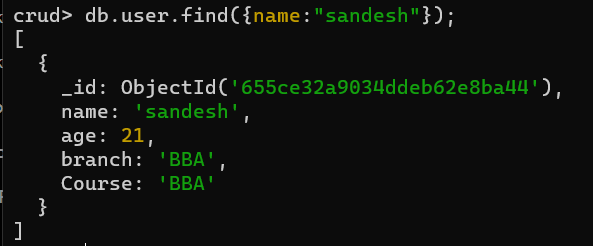 crud> db.user.find({name:"sandesh"});
[
  {
    _id: ObjectId('655ce32a9034ddeb62e8ba44'),
    name: 'sandesh',
    age: 21,
    branch: 'BBA',
    Course: 'BBA'
  }
]